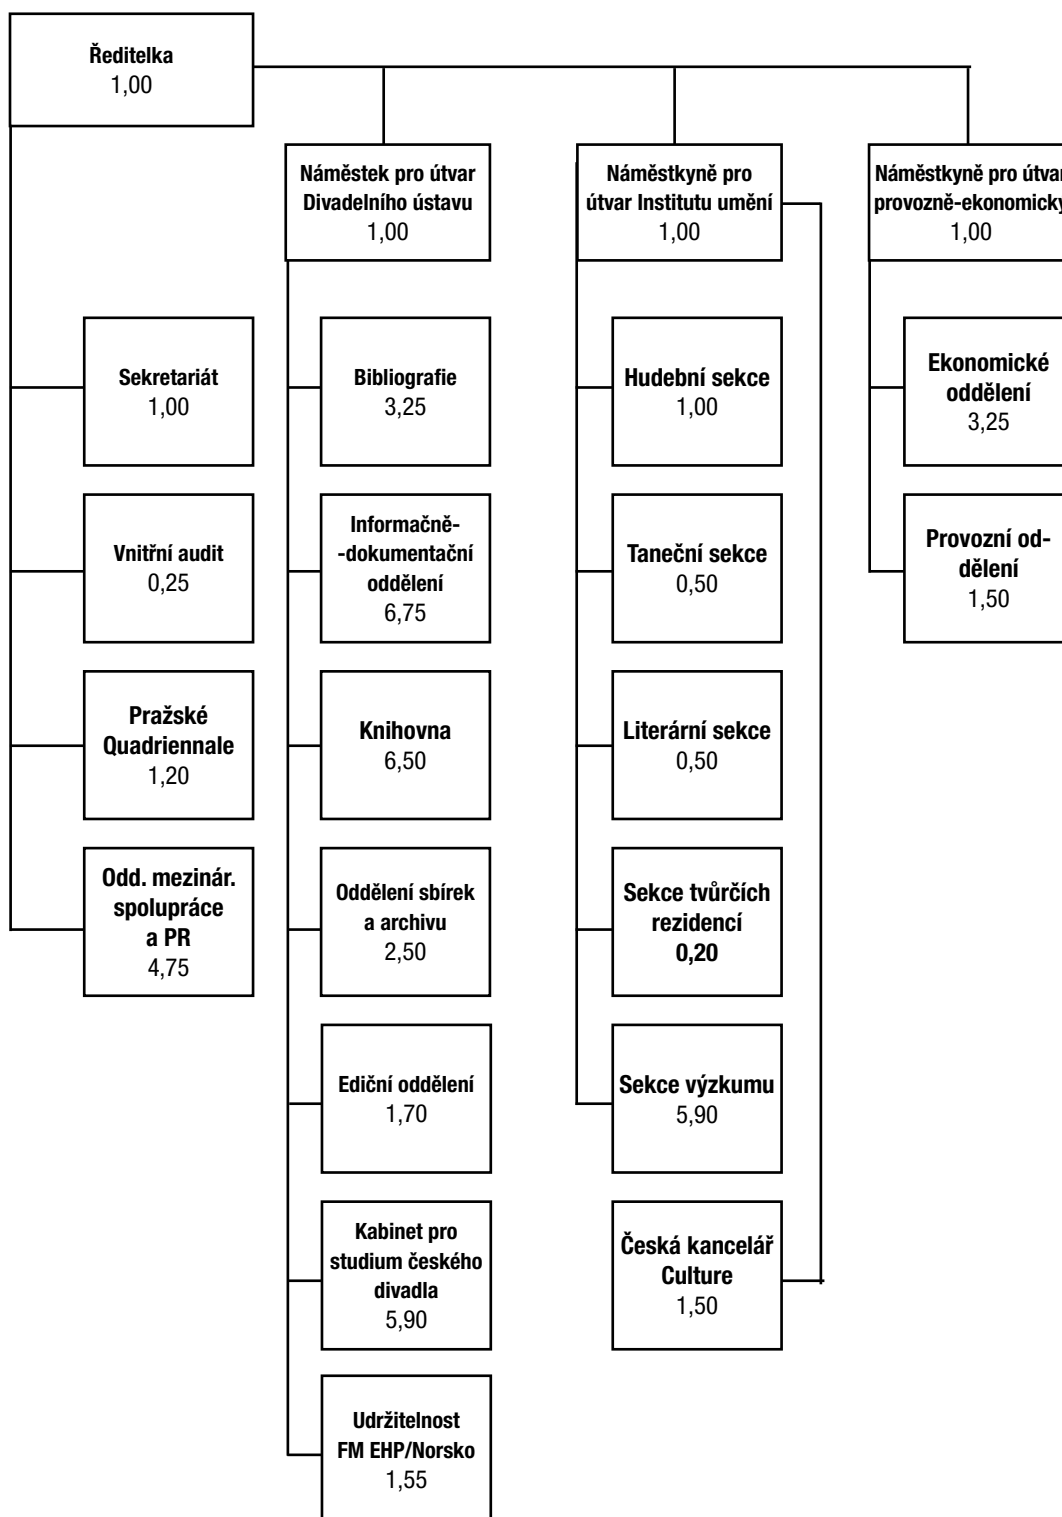 Ředitelka
1,00
Náměstek pro útvar
Divadelního ústavu
1,00
Náměstkyně pro
útvar Institutu umění
1,00
Náměstkyně pro útvar
provozně-ekonomický
1,00
Sekretariát
1,00
Bibliografie
3,25
Hudební sekce
1,00
Ekonomické
oddělení
3,25
Vnitřní audit
0,25
Informačně-
-dokumentační
oddělení
6,75
Taneční sekce
0,50
Provozní od-
dělení
1,50
Pražské
Quadriennale
1,20
Knihovna
6,50
Literární sekce
0,50
Odd. mezinár.
spolupráce
a PR
4,75
Oddělení sbírek
a archivu
2,50
Sekce tvůrčích
rezidencí
0,20
Ediční oddělení
1,70
Sekce výzkumu
5,90
Kabinet pro
studium českého
divadla
5,90
Česká kancelář
Culture
1,50
Udržitelnost
FM EHP/Norsko
1,55